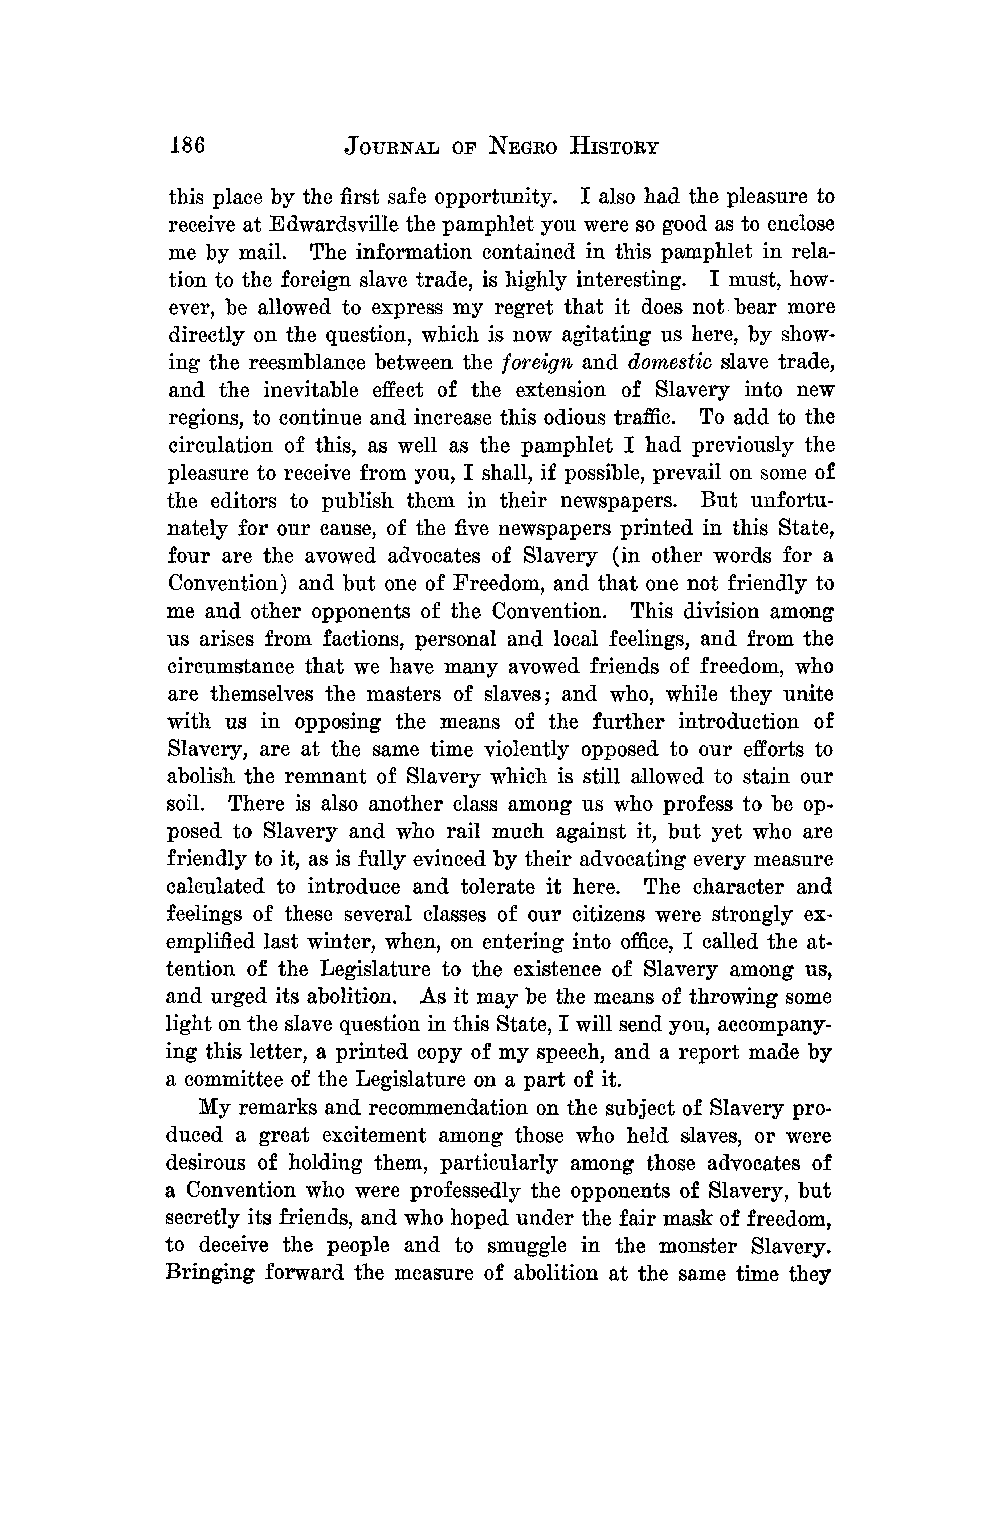 186 JOURNAL OF NEGRO HISTORY
this place by the first safe opportunity. I also had the pleasure to
receive at Edwardsville the pamphlet you were so good as to enclose
me by mail. The information contained in this pamphlet in rela-
tion to the foreign slave trade, is highly interesting. I must, how-
ever, be allowed to express my regret that it does not bear more
directly on the question, which is now agitating us here, by show-
ing the reesmblance between the foreign and domestic slave trade,
and the inevitable effect of the extension of Slavery into new
regions, to continue and increase this odious traffic. To add to the
circulation of this, as well as the pamphlet I had previously the
pleasure to receive from you, I shall, if possible, prevail on some of
the editors to publish them in their newspapers. But unfortu-
nately for our cause, of the five newspapers printed in this State,
four are the avowed advocates of Slavery (in other words for a
Convention) and but one of Freedom, and that one not friendly to
me and other opponents of the Convention. This division among
us arises from factions, personal and local feelings, and from the
circumstance that we have many avowed friends of freedom, who
are themselves the masters of slaves; and who, while they unite
with us in opposing the means of the further introduction of
Slavery, are at the same time violently opposed to our efforts to
abolish the remnant of Slavery which is still allowed to stain our
soil. There is also another class among us who profess to be op-
posed to Slavery and who rail much against it, but yet who are
friendly to it, as is fully evinced by their advocating every measure
calculated to introduce and tolerate it here. The character and
feelings of these several classes of our citizens were strongly ex-
emplified last winter, when, on entering into office, I called the at-
tention of the Legislature to the existence of Slavery among us,
and urged its abolition. As it may be the means of throwing some
light on the slave question in this State, I will send you, accompany-
ing this letter, a printed copy of my speech, and a report made by
a committee of the Legislature on a part of it.
My remarks and recommendation on the subject of Slavery pro-
duced a great excitement among those who held slaves, or were
desirous of holding them, particularly among those advocates of
a Convention who were professedly the opponents of Slavery, but
secretly its friends, and who hoped under the fair mask of freedom,
to deceive the people and to smuggle in the monster Slavery.
Bringing forward the measure of abolition at the same time they